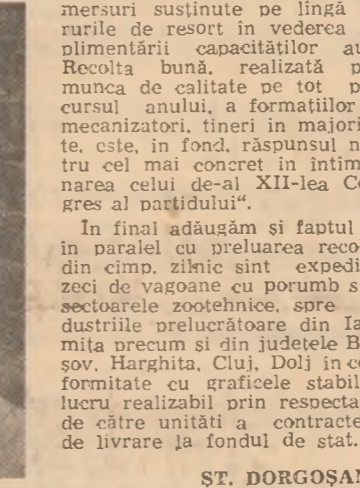 mersuri susținute pe lîngă
rurile de resort în vederea
plimentării capacităților au
Recolta bună, realizată p
munca de calitate pe tot p
cursul anului, a formațiilor
mecanizatori, tineri în majori
te, este, în fond, răspunsul n
tru cel mai concret în întîm
narea celui de-al XII-lea Co
gres al partidului“.
În final adăugăm și faptul
în paralel cu preluarea reco
din cîmp, zilnic sînt expedi
zeci de vagoane cu porumb s
sectoarele zootehnice, spre
dustriile prelucrătoare din Ia
mița precum și din județele B
șov, Harghita, Cluj, Dolj în co
formitate cu graficele stabil
lucru realizabil prin respecta
de către unități a contracte
de livrare la fondul de stat.
ȘT. DORGOȘAN